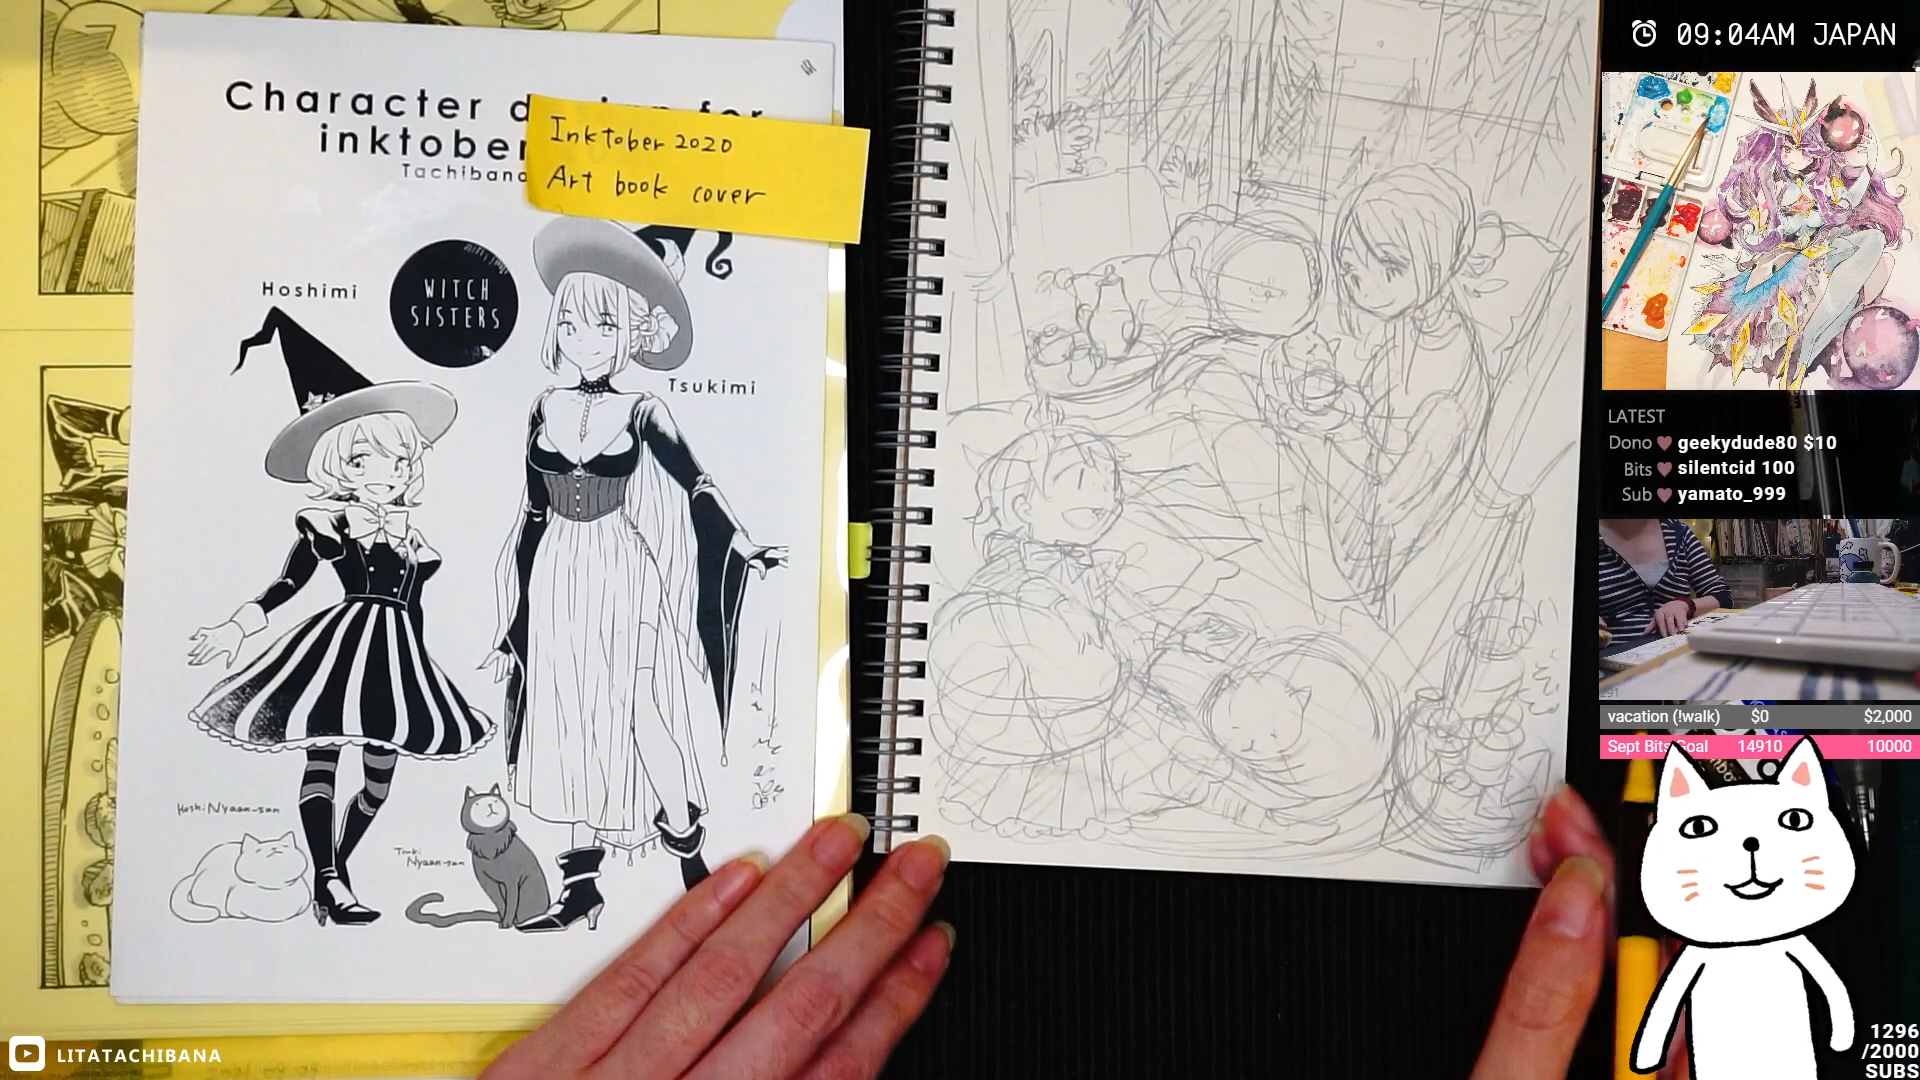 Character d for
inktober
Tachibana
Inktober 2020
Art book cover
Hoshimi
WITCH
SISTERS
Tsukimi
Hoshi Nyaan-san
Tsuki
Nyaan-san
09:04AM JAPAN
LATEST
Dono geekydude80 $10
Bits silentcid 100
Sub yamato_999
vacation (!walk) $0 $2,000
Sept Bits Goal 14910 10000
1296
/2000
SUBS
LITATACHIBANA